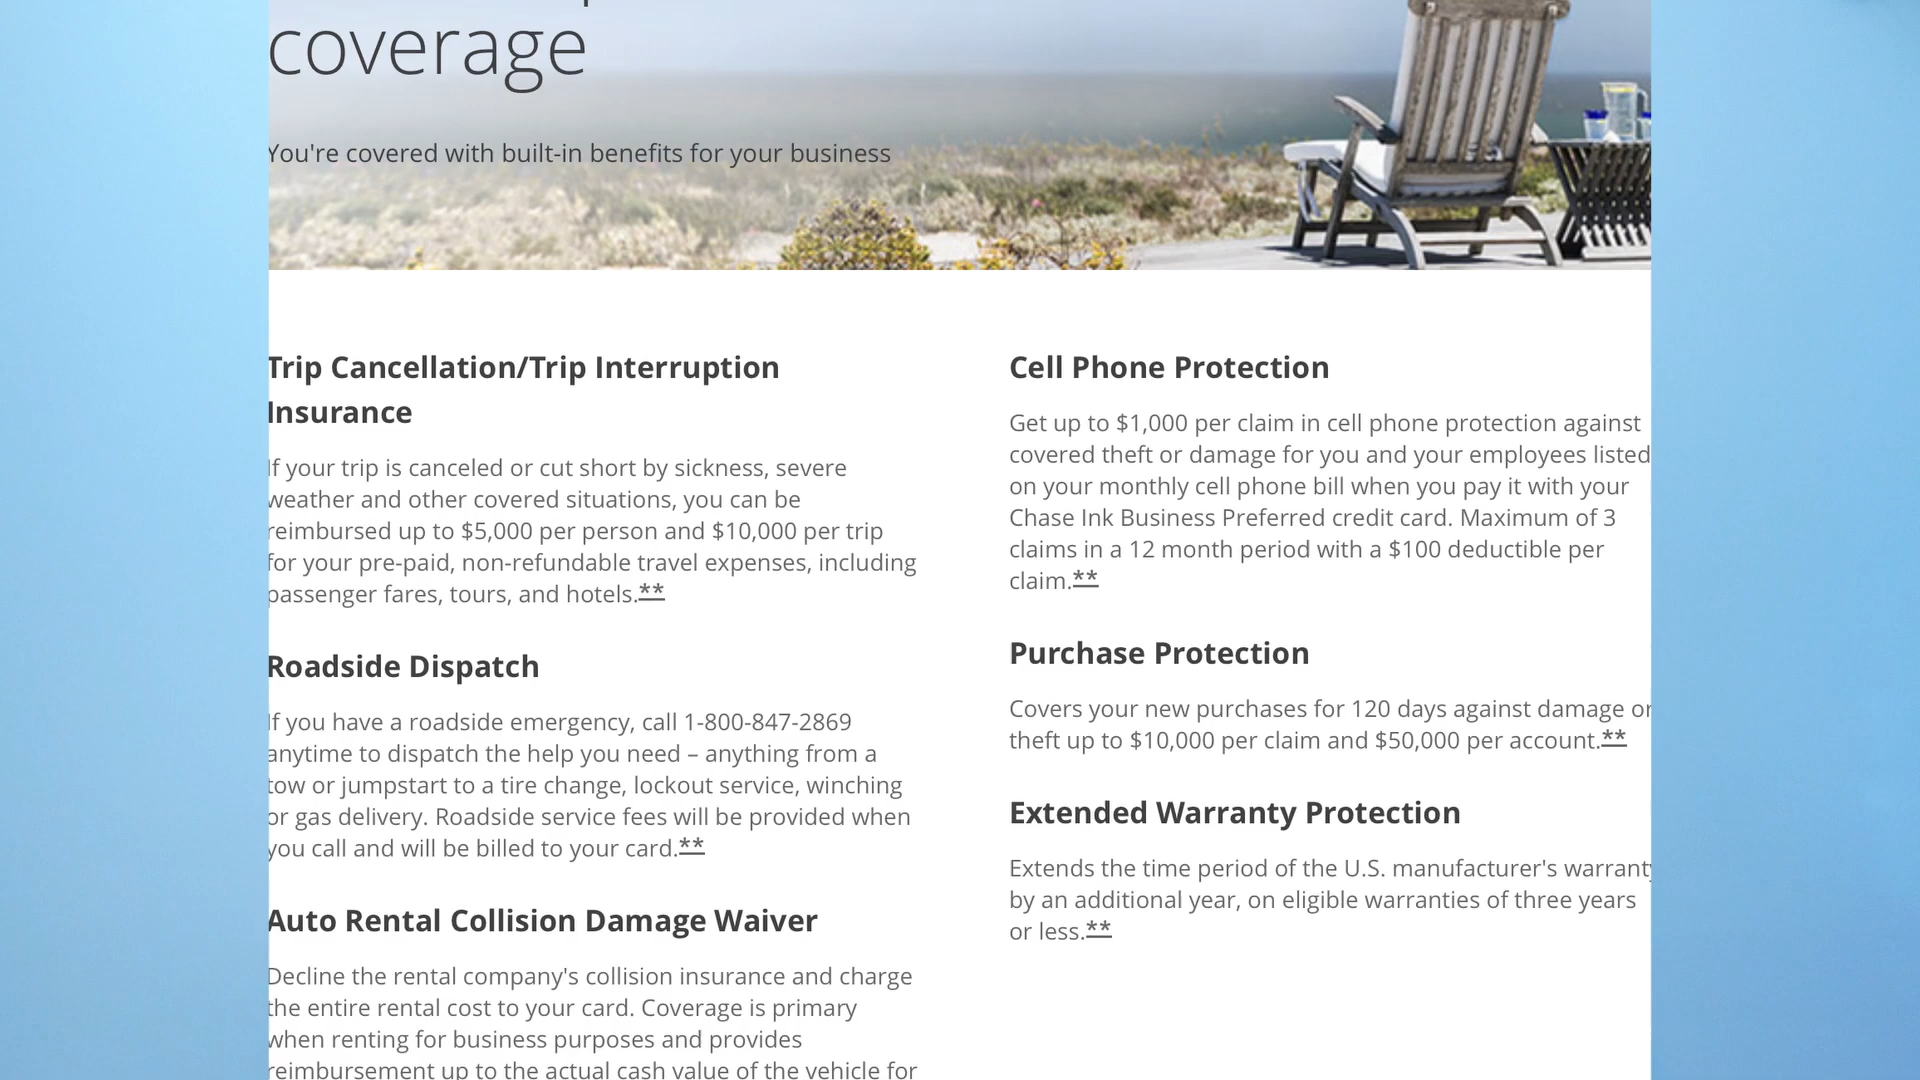 coverage
You're covered with built-in benefits for your business
Trip Cancellation/Trip Interruption
Insurance
If your trip is canceled or cut short by sickness, severe
weather and other covered situations, you can be
reimbursed up to $5,000 per person and $10,000 per trip
for your pre-paid, non-refundable travel expenses, including
passenger fares, tours, and hotels.**
Roadside Dispatch
If you have a roadside emergency, call 1-800-847-2869
anytime to dispatch the help you need – anything from a
tow or jumpstart to a tire change, lockout service, winching
or gas delivery. Roadside service fees will be provided when
you call and will be billed to your card.**
Auto Rental Collision Damage Waiver
Decline the rental company's collision insurance and charge
the entire rental cost to your card. Coverage is primary
when renting for business purposes and provides
reimbursement up to the actual cash value of the vehicle for
Cell Phone Protection
Get up to $1,000 per claim in cell phone protection against
covered theft or damage for you and your employees listed
on your monthly cell phone bill when you pay it with your
Chase Ink Business Preferred credit card. Maximum of 3
claims in a 12 month period with a $100 deductible per
claim.**
Purchase Protection
Covers your new purchases for 120 days against damage or
theft up to $10,000 per claim and $50,000 per account.**
Extended Warranty Protection
Extends the time period of the U.S. manufacturer's warranty
by an additional year, on eligible warranties of three years
or less.**